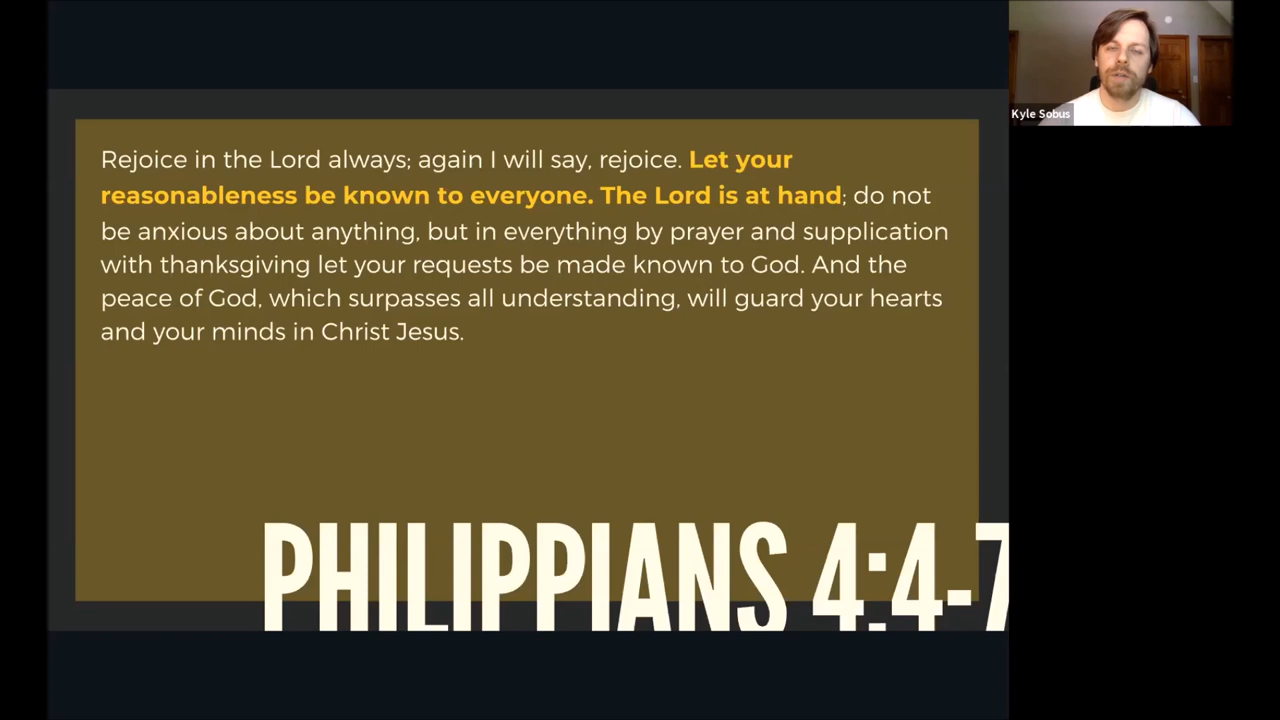 Rejoice in the Lord always; again I will say, rejoice. Let your
reasonableness be known to everyone. The Lord is at hand; do not
be anxious about anything, but in everything by prayer and supplication
with thanksgiving let your requests be made known to God. And the
peace of God, which surpasses all understanding, will guard your hearts
and your minds in Christ Jesus.
PHILIPPIANS 4:4-7
Kyle Sobus